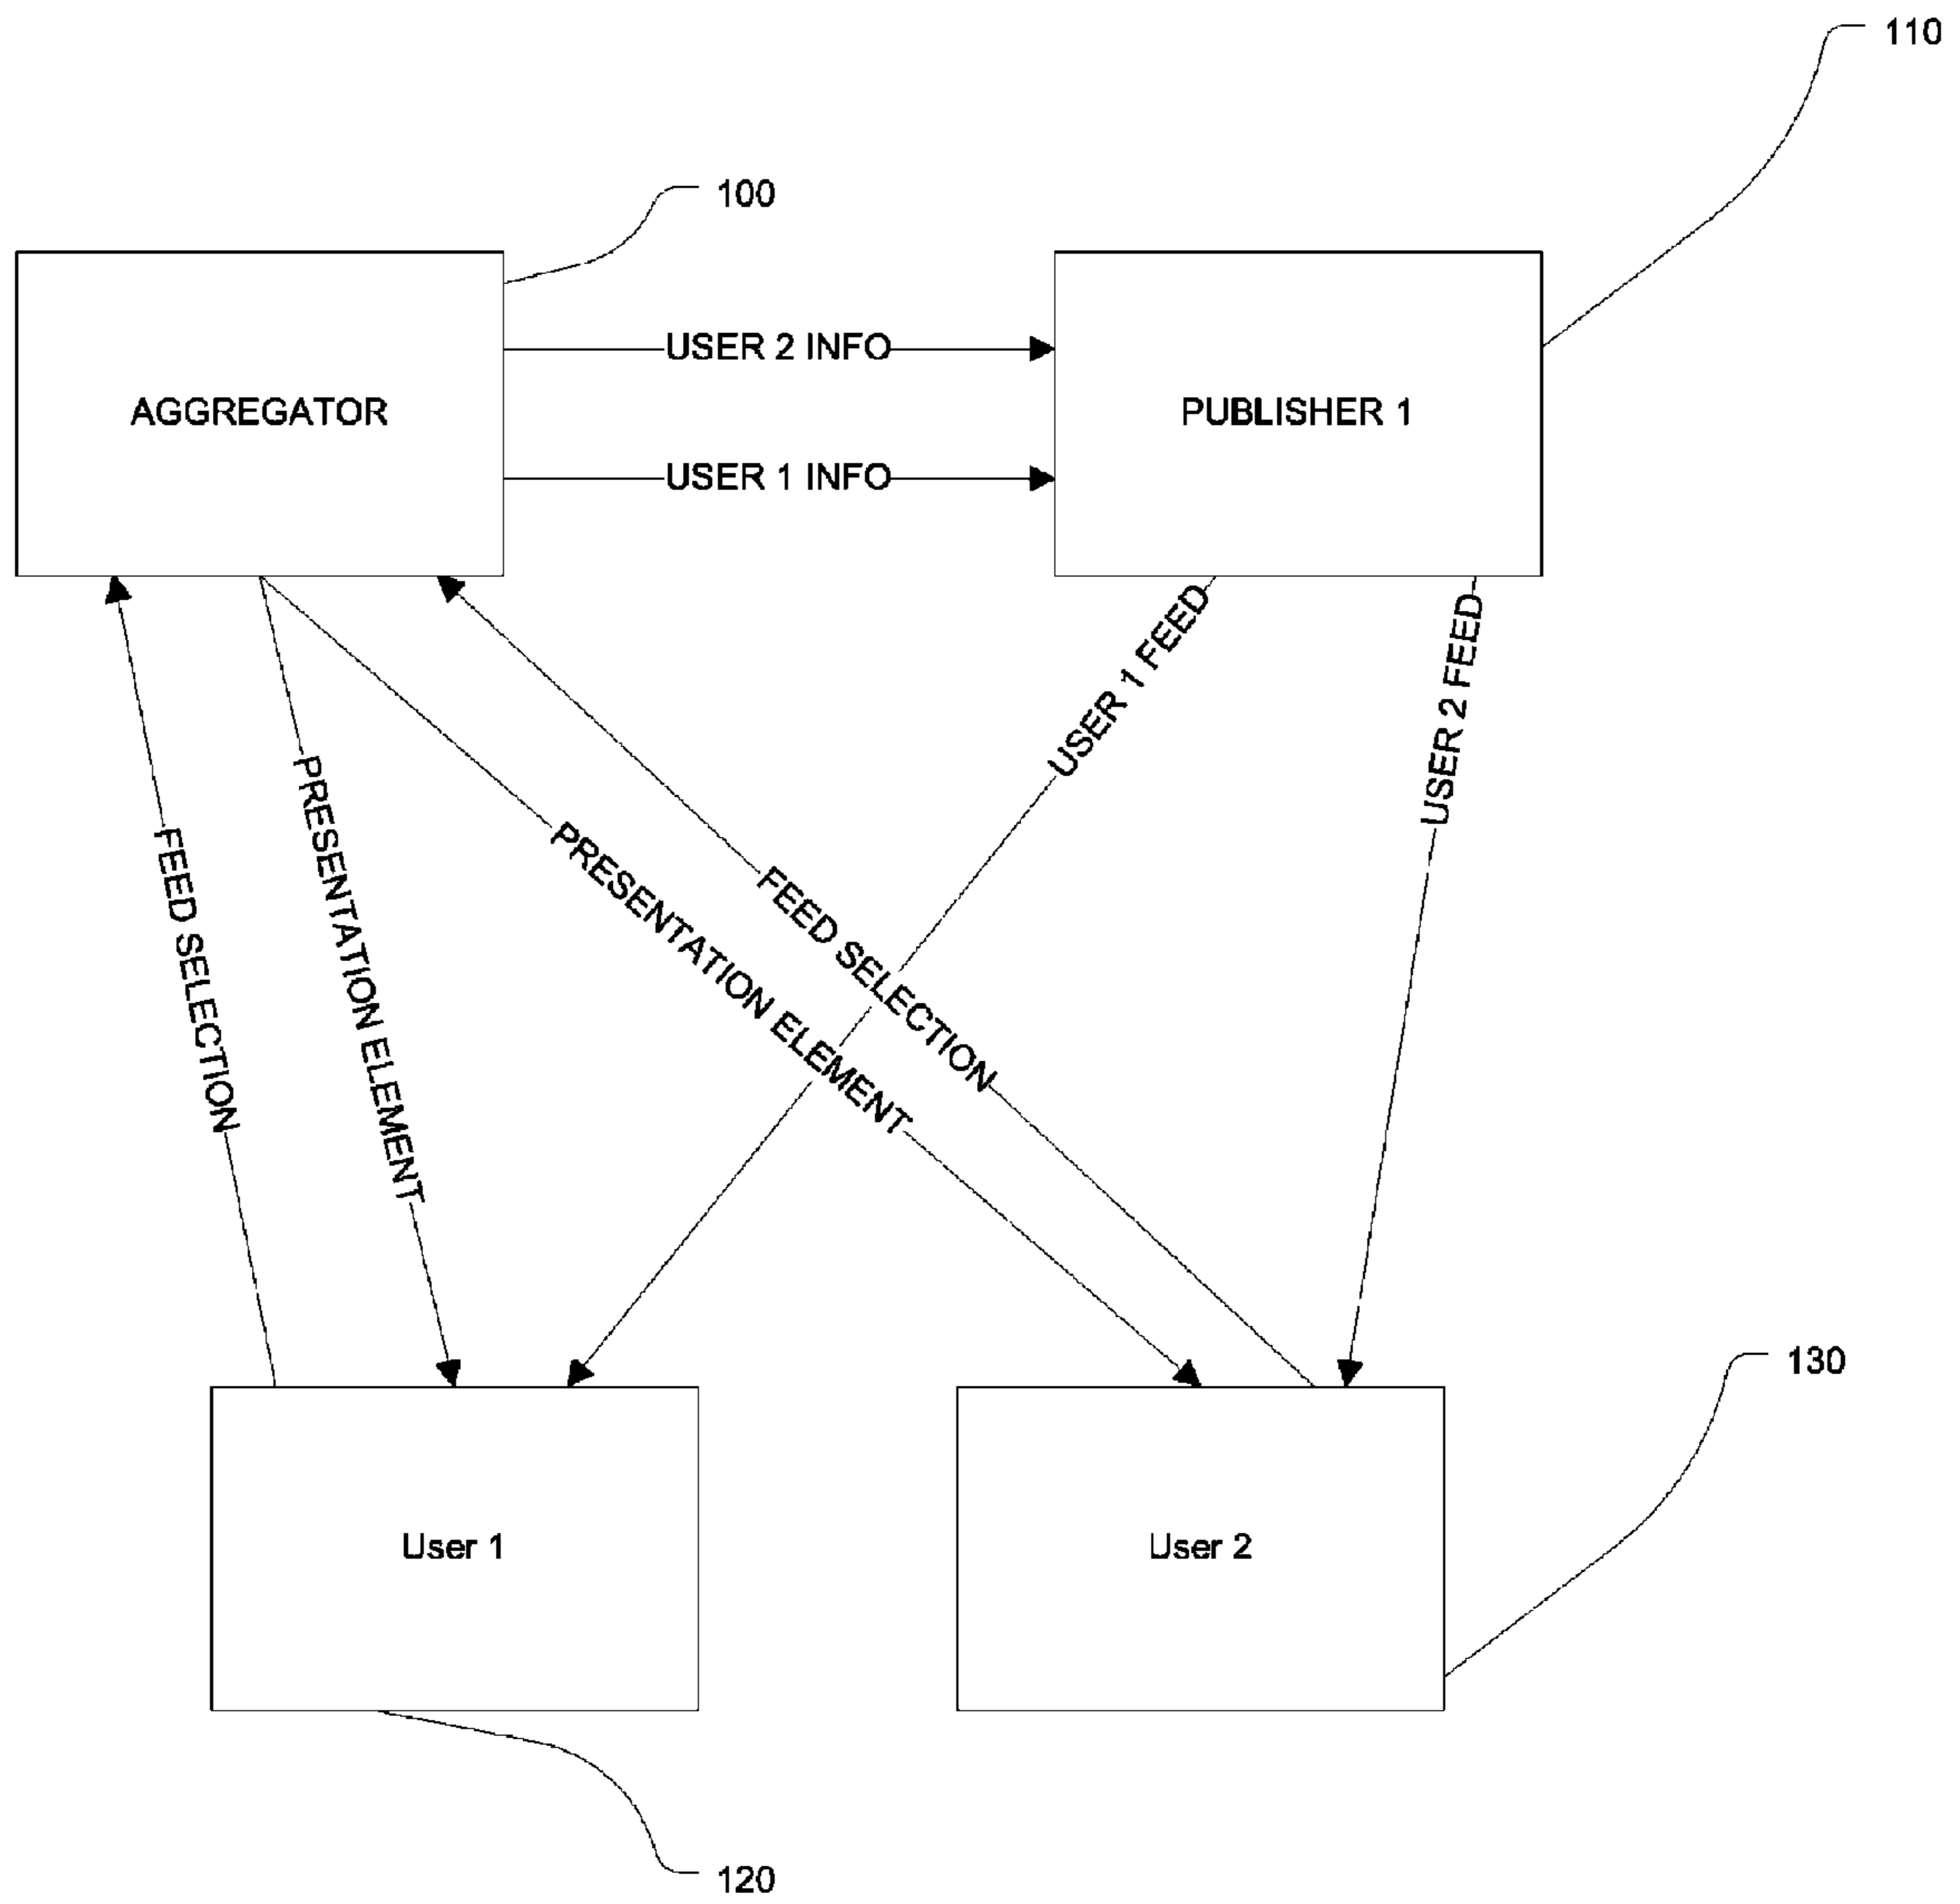 110
100
USER 2 INFO
AGGREGATOR
PUBLISHER 1
USER 1 INFO
USER 1 FEED
USER 2 FEED
FEED SELECTION
PRESENTATION ELEMENT
PRESENTATION ELEMENT
FEED SELECTION
130
User 1
User 2
120